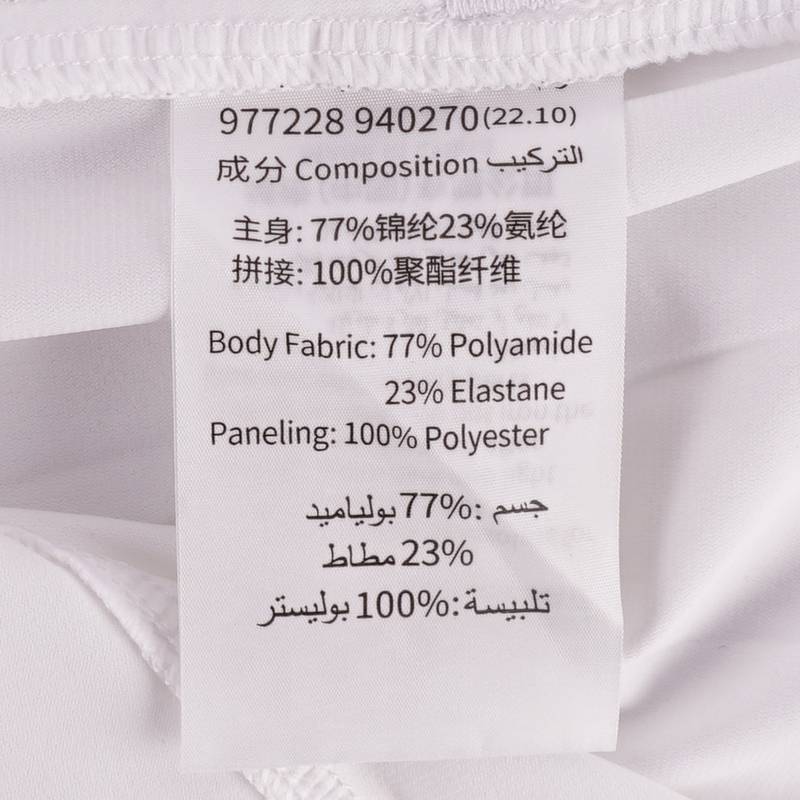 977228 940270(22.10)
成分 Composition التركيب
主身: 77%锦纶23%氨纶
拼接: 100%聚酯纤维
Body Fabric: 77% Polyamide
23% Elastane
Paneling: 100% Polyester
جسم :77% بولياميد
23% مطاط
تلبيسة:100% بوليستر